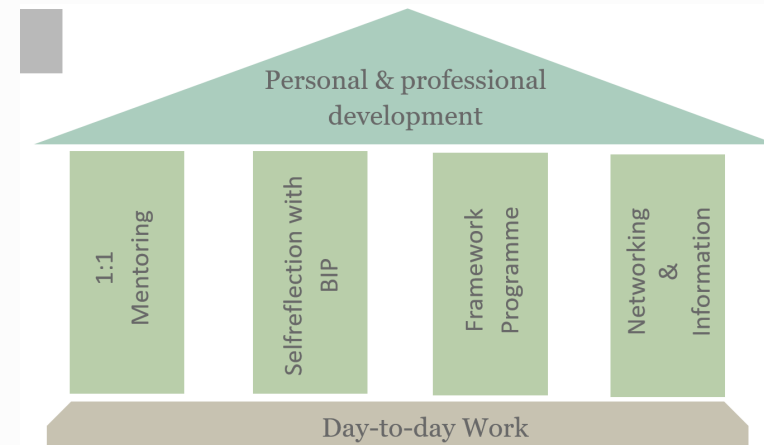 Personal & professional
development
1:1
Mentoring
Selfreflection with
BIP
Framework
Programme
Networking
&
Information
Day-to-day Work